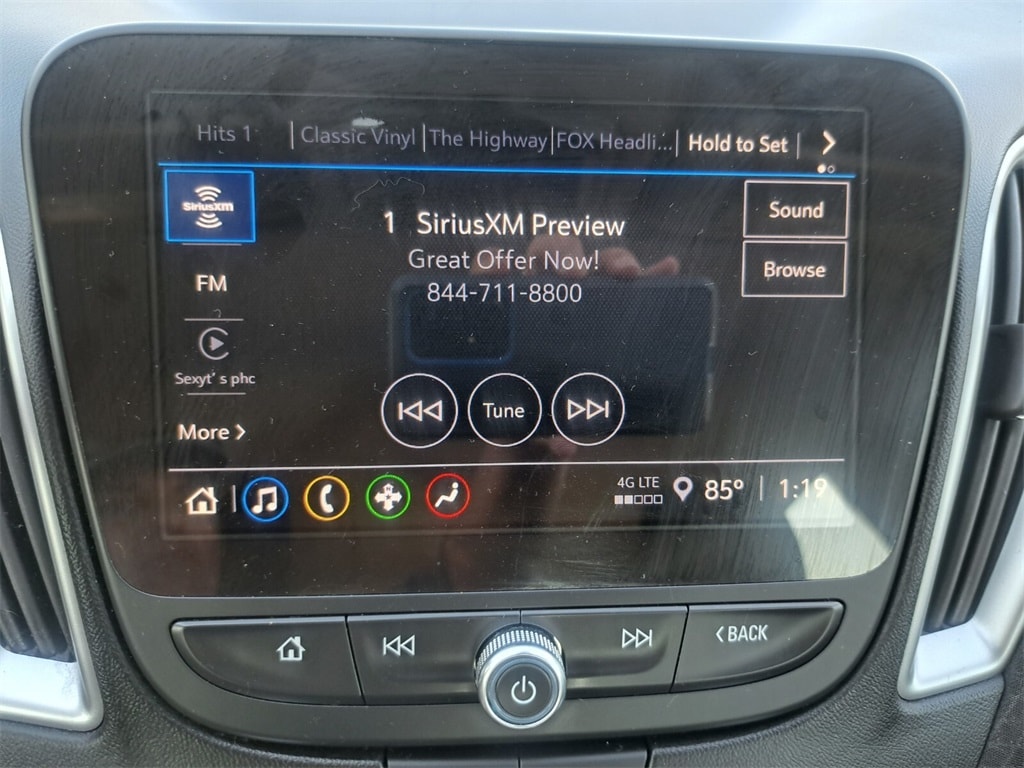 Hits 1 Classic Vinyl The Highway FOX Headli... Hold to Set
SiriusXM
1 SiriusXM Preview
Great Offer Now!
844-711-8800
Sound
Browse
FM
Sexyt's phc
More
Tune
4G LTE
85° 1:19
BACK